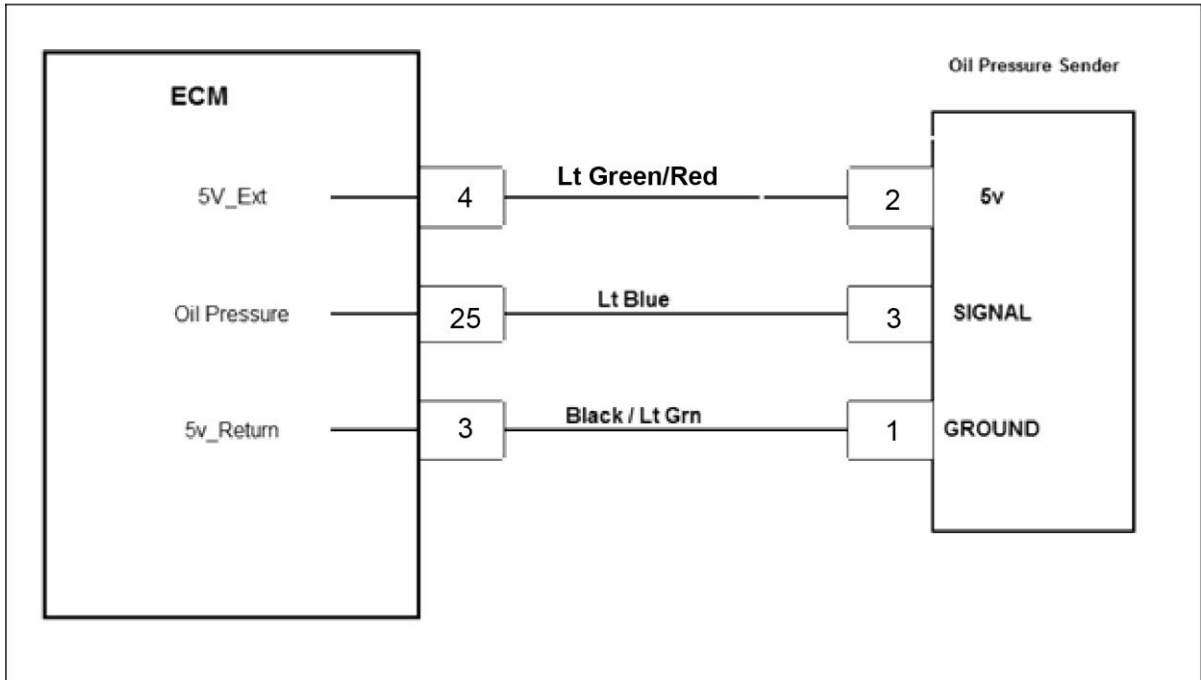 Oil Pressure Sender
ECM
5V_Ext
4
Lt Green/Red
2
5v
Oil Pressure
25
Lt Blue
3
SIGNAL
5v_Return
3
Black / Lt Grn
1
GROUND